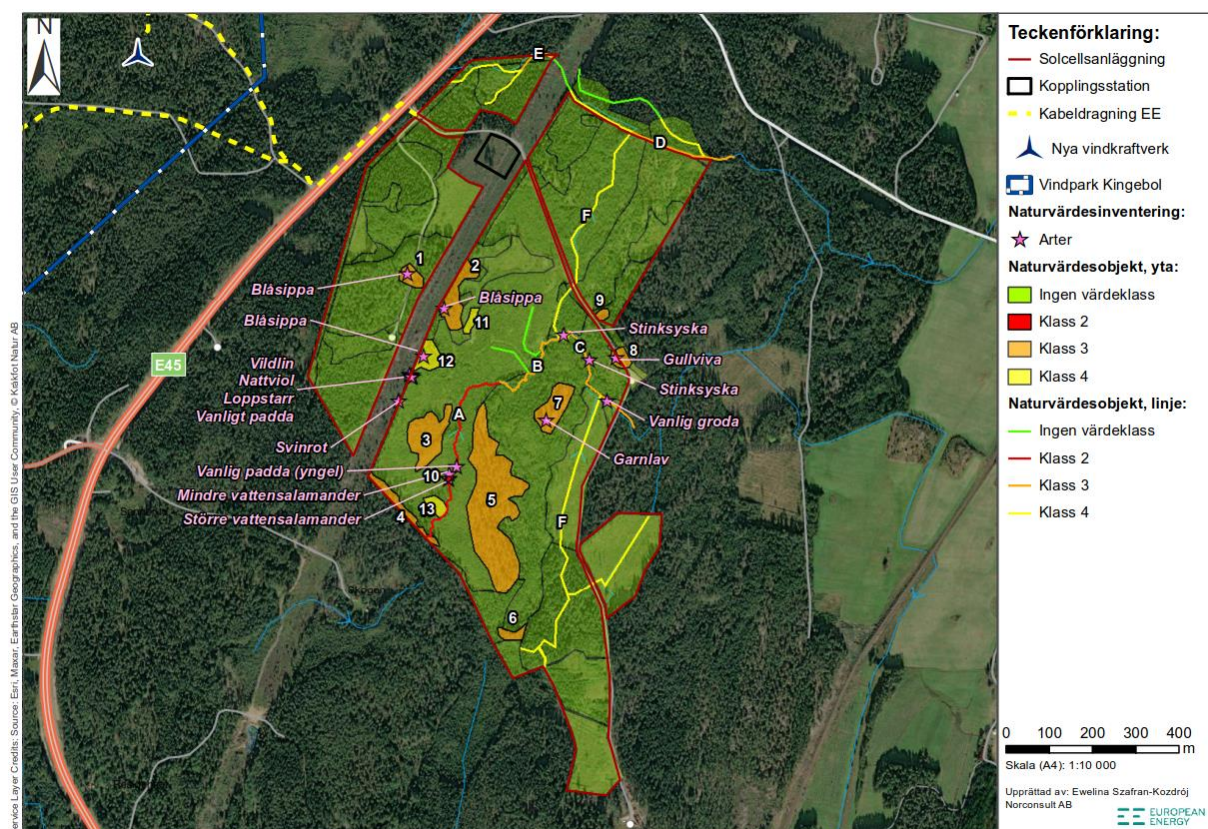 N
E45
E
D
F
1
2
Blåsippa
Blåsippa
Blåsippa
11
9
12
Stinksyska
8
C
B
Gullviva
Stinksyska
Vanlig groda
Vildlin
Nattviol
Loppstarr
Vanligt padda
Svinrot
A
7
3
Garnlav
Vanlig padda (yngel)
10
Mindre vattensalamander
Större vattensalamander
5
13
4
F
6
Teckenförklaring:
Solcellsanläggning
Kopplingsstation
Kabeldragning EE
Nya vindkraftverk
Vindpark Kingebol
Naturvärdesinventering:
Arter
Naturvärdesobjekt, yta:
Ingen värdeklass
Klass 2
Klass 3
Klass 4
Naturvärdesobjekt, linje:
Ingen värdeklass
Klass 2
Klass 3
Klass 4
0 100 200 300 400
m
Skala (A4): 1:10 000
Upprättad av: Ewelina Szafran-Kozdrój
Norconsult AB
EUROPEAN
ENERGY
Layer Credits: Source: Esri, Maxar, Earthstar Geographics, and the GIS User Community, © Kråkfot Natur AB